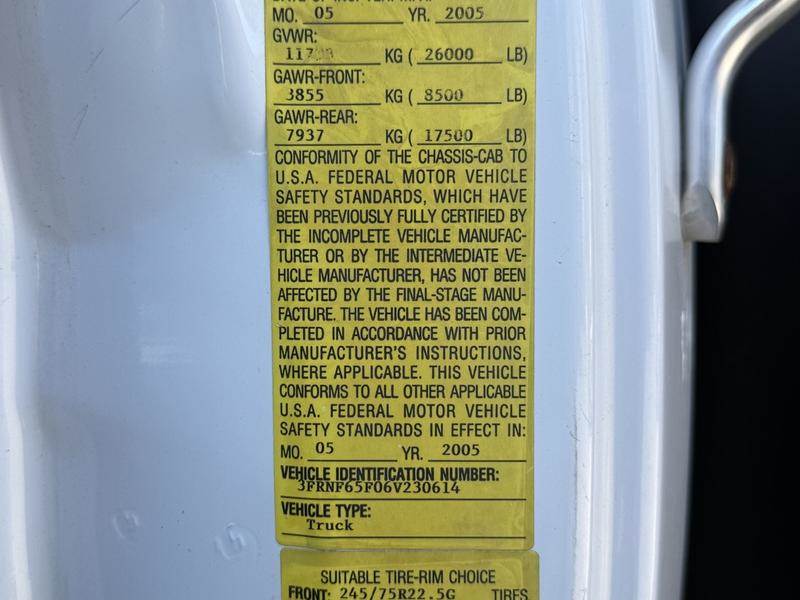 MO. 05 YR. 2005
GVWR:
KG ( 26000 LB)
GAWR-FRONT:
3855 KG ( 8500 LB)
GAWR-REAR:
7937 KG ( 17500 LB)
CONFORMITY OF THE CHASSIS-CAB TO
U.S.A. FEDERAL MOTOR VEHICLE
SAFETY STANDARDS, WHICH HAVE
BEEN PREVIOUSLY FULLY CERTIFIED BY
THE INCOMPLETE VEHICLE MANUFAC-
TURER OR BY THE INTERMEDIATE VE-
HICLE MANUFACTURER, HAS NOT BEEN
AFFECTED BY THE FINAL-STAGE MANU-
FACTURE. THE VEHICLE HAS BEEN COM-
PLETED IN ACCORDANCE WITH PRIOR
MANUFACTURER'S INSTRUCTIONS,
WHERE APPLICABLE. THIS VEHICLE
CONFORMS TO ALL OTHER APPLICABLE
U.S.A. FEDERAL MOTOR VEHICLE
SAFETY STANDARDS IN EFFECT IN:
MO. 05 YR. 2005
VEHICLE IDENTIFICATION NUMBER:
3FRNF65F06V230614
VEHICLE TYPE:
Truck
SUITABLE TIRE-RIM CHOICE
FRONT: 245/75R22.5G TIRES